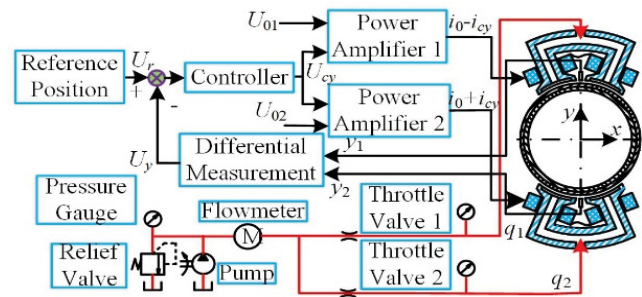 U01
Power
Amplifier 1
i0-icy
Reference
Position
Ur
+
-
Controller
Ucy
U02
Power
Amplifier 2
i0+icy
y
x
Uy
Differential
Measurement
y1
y2
Pressure
Gauge
Flowmeter
M
Throttle
Valve 1
q1
Relief
Valve
Pump
Throttle
Valve 2
q2